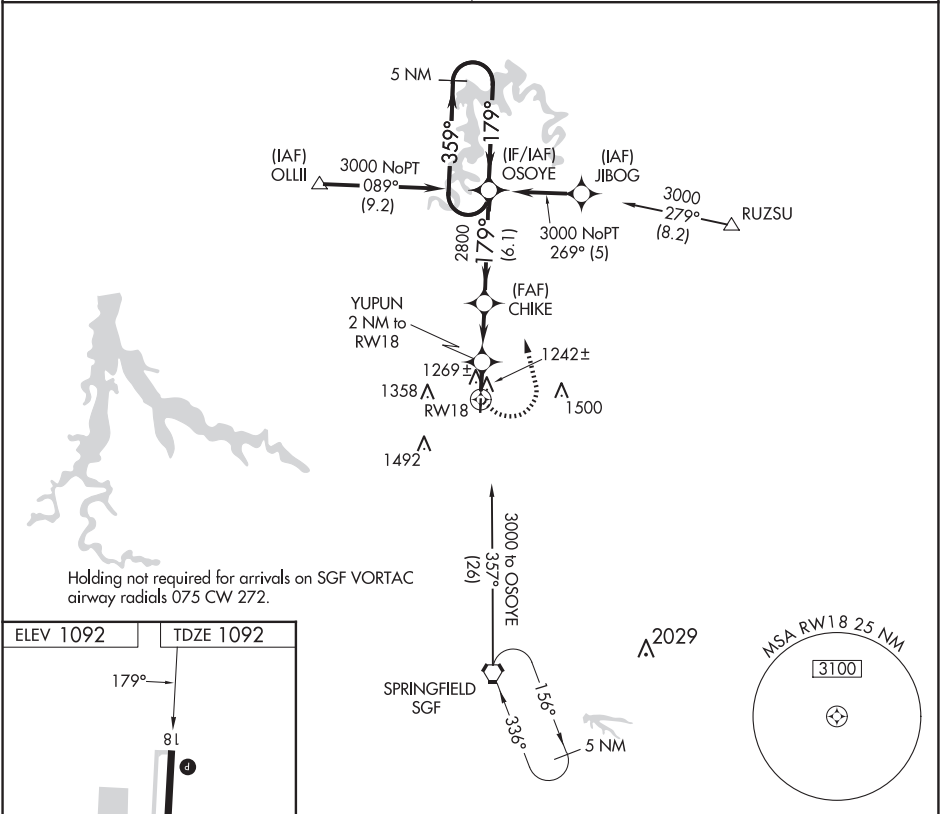 5 NM
359°
179°
(IAF)
OLLII
3000 NoPT
089°
(9.2)
(IF/IAF)
OSOYE
(IAF)
JIBOG
3000
279°
(8.2)
RUZSU
3000 NoPT
269° (5)
2800
179°
(6.1)
(FAF)
CHIKE
YUPUN
2 NM to
RW18
1269±
1242±
1358
RW18
1500
1492
3000 to OSOYE
357°
(26)
Holding not required for arrivals on SGF VORTAC
airway radials 075 CW 272.
ELEV 1092
TDZE 1092
179°
18
P
SPRINGFIELD
SGF
156°
336°
5 NM
2029
MSA RW18 25 NM
3100